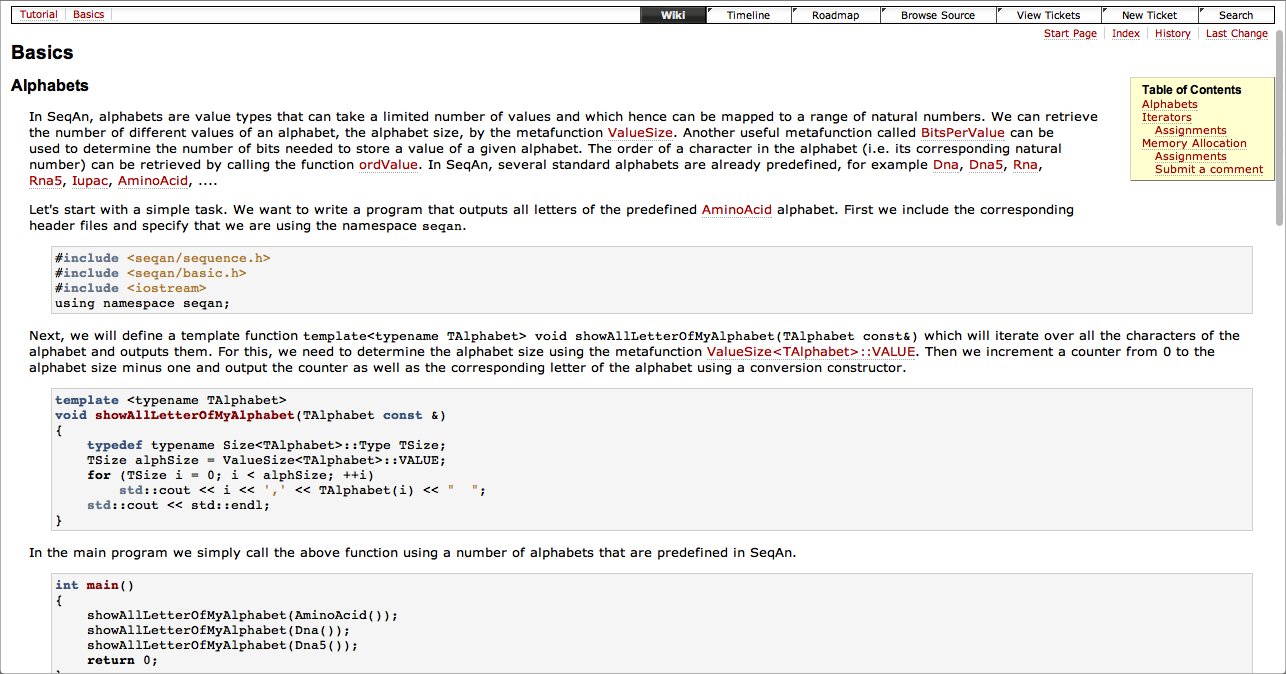 Tutorial Basics Wiki Timeline Roadmap Browse Source View Tickets New Ticket Search
Start Page Index History Last Change
Basics
Alphabets
Table of Contents
Alphabets
Iterators
Assignments
Memory Allocation
Assignments
Submit a comment
In SeqAn, alphabets are value types that can take a limited number of values and which hence can be mapped to a range of natural numbers. We can retrieve
the number of different values of an alphabet, the alphabet size, by the metafunction ValueSize. Another useful metafunction called BitsPerValue can be
used to determine the number of bits needed to store a value of a given alphabet. The order of a character in the alphabet (i.e. its corresponding natural
number) can be retrieved by calling the function ordValue. In SeqAn, several standard alphabets are already predefined, for example Dna, Dna5, Rna,
Rna5, Iupac, AminoAcid, ....
Let's start with a simple task. We want to write a program that outputs all letters of the predefined AminoAcid alphabet. First we include the corresponding
header files and specify that we are using the namespace seqan.
#include <seqan/sequence.h>
#include <seqan/basic.h>
#include <iostream>
using namespace seqan;
Next, we will define a template function template<typename TAlphabet> void showAllLetterOfMyAlphabet(TAlphabet const&) which will iterate over all the characters of the
alphabet and outputs them. For this, we need to determine the alphabet size using the metafunction ValueSize<TAlphabet>::VALUE. Then we increment a counter from 0 to the
alphabet size minus one and output the counter as well as the corresponding letter of the alphabet using a conversion constructor.
template <typename TAlphabet>
void showAllLetterOfMyAlphabet(TAlphabet const &)
{
    typedef typename Size<TAlphabet>::Type TSize;
    TSize alphSize = ValueSize<TAlphabet>::VALUE;
    for (TSize i = 0; i < alphSize; ++i)
        std::cout << i << ',' << TAlphabet(i) << "  ";
    std::cout << std::endl;
}
In the main program we simply call the above function using a number of alphabets that are predefined in SeqAn.
int main()
{
    showAllLetterOfMyAlphabet(AminoAcid());
    showAllLetterOfMyAlphabet(Dna());
    showAllLetterOfMyAlphabet(Dna5());
    return 0;